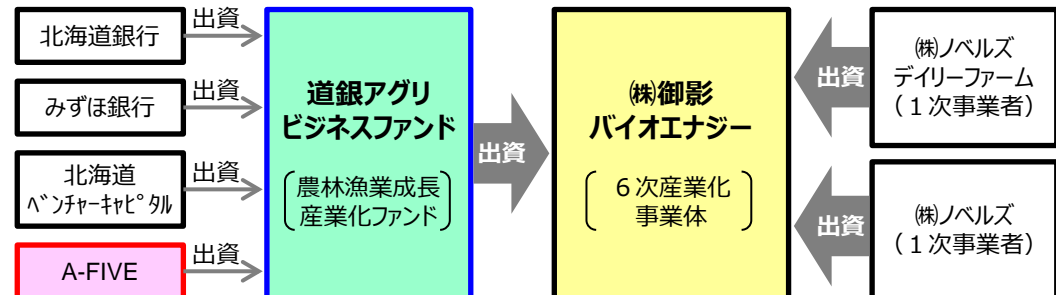 北海道銀行
出資
みずほ銀行
出資
北海道
ﾍﾞﾝﾁｬｰｷｬﾋﾟﾀﾙ
出資
A-FIVE
出資
道銀アグリ
ビジネスファンド
農林漁業成長
産業化ファンド
出資
㈱御影
バイオエナジー
６次産業化
事業体
出資
㈱ノベルズ
デイリーファーム
（１次事業者）
出資
㈱ノベルズ
（１次事業者）